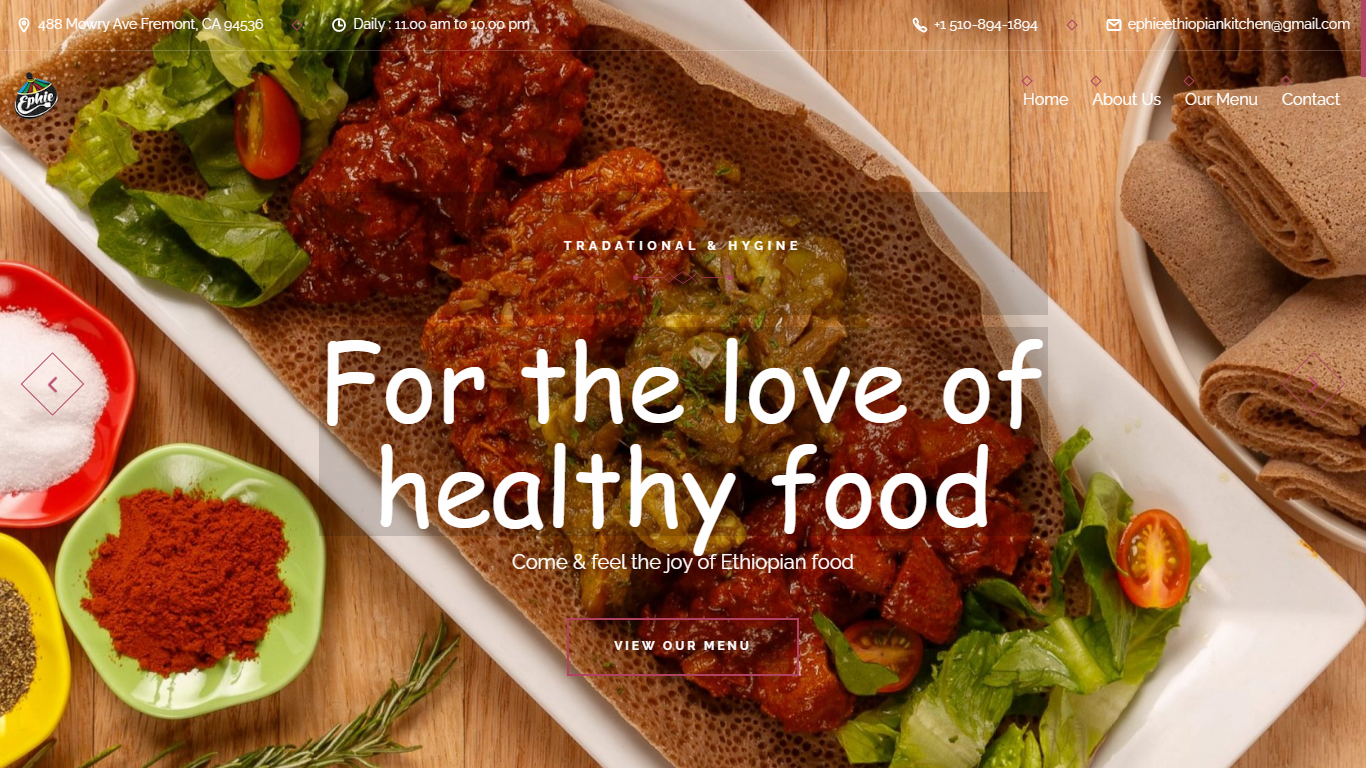 488 Mowry Ave Fremont, CA 94536
Daily : 11.00 am to 10.00 pm
+1 510-894-1894
ephieethiopiankitchen@gmail.com
Ephie
Home
About Us
Our Menu
Contact
TRADATIONAL & HYGINE
For the love of
healthy food
Come & feel the joy of Ethiopian food
VIEW OUR MENU